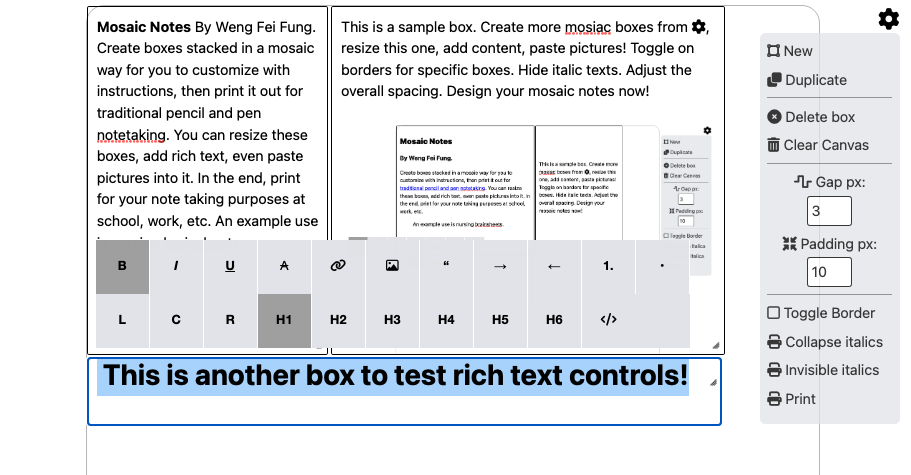 Mosaic Notes By Weng Fei Fung.
Create boxes stacked in a mosaic
way for you to customize with
instructions, then print it out for
traditional pencil and pen
notetaking. You can resize these
boxes, add rich text, even paste
pictures into it. In the end, print
for your note taking purposes at
school, work, etc. An example use
This is a sample box. Create more mosiac boxes from ,
resize this one, add content, paste pictures! Toggle on
borders for specific boxes. Hide italic texts. Adjust the
overall spacing. Design your mosaic notes now!
Mosaic Notes
By Weng Fei Fung.
Create boxes stacked in a mosaic way for you to
customize with instructions, then print it out for
traditional pencil and pen notetaking. You can resize
these boxes, add rich text, even paste pictures into it. In
the end, print for your note taking purposes at school,
work, etc.
An example use is nursing brainsheets.
This is a sample box. Create more
mosiac boxes from , resize this
one, add content, paste pictures!
Toggle on borders for specific
boxes. Hide italic texts. Adjust the
overall spacing. Design your
mosaic notes now!
New
Duplicate
Delete box
Clear Canvas
Gap px:
3
Padding px:
10
Toggle Border
italics
italics
B I U A “ → ← 1. •
L C R H1 H2 H3 H4 H5 H6 </>
This is another box to test rich text controls!
New
Duplicate
Delete box
Clear Canvas
Gap px:
3
Padding px:
10
Toggle Border
Collapse italics
Invisible italics
Print